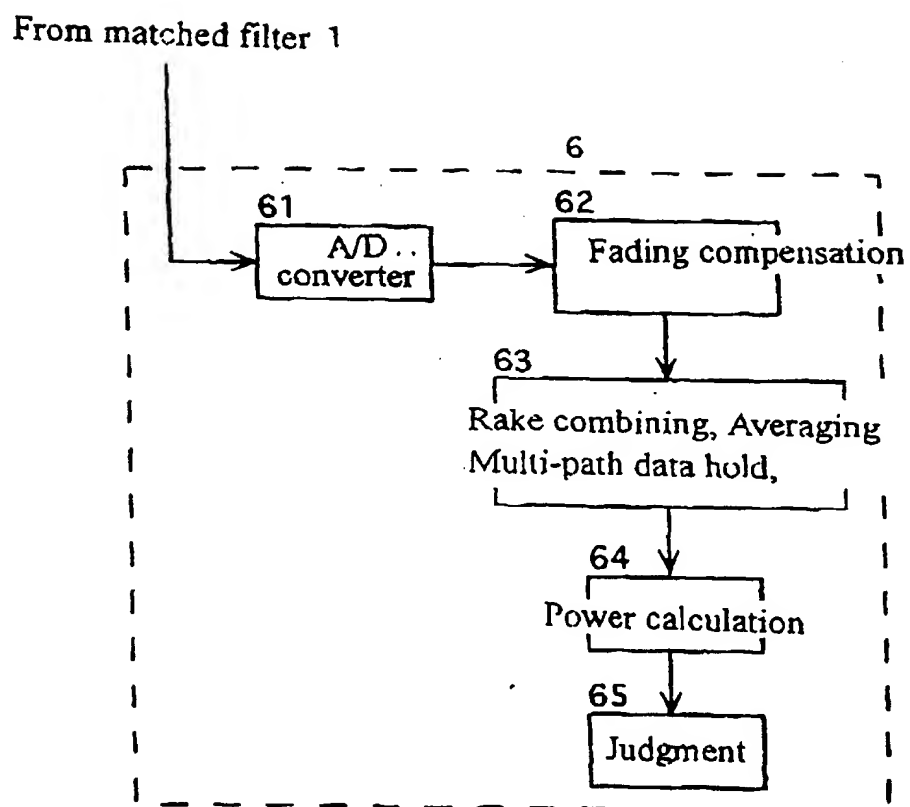 From matched filter 1
6
61
A/D ..
converter
62
Fading compensation
63
Rake combining, Averaging
Multi-path data hold,
64
Power calculation
65
Judgment